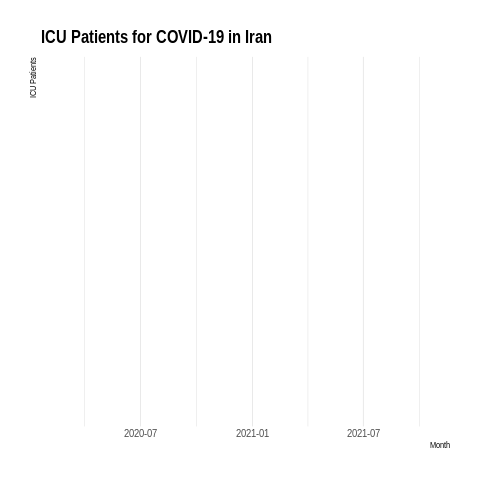 ICU Patients for COVID-19 in Iran
ICU Patients
2020-07
2021-01
2021-07
Month